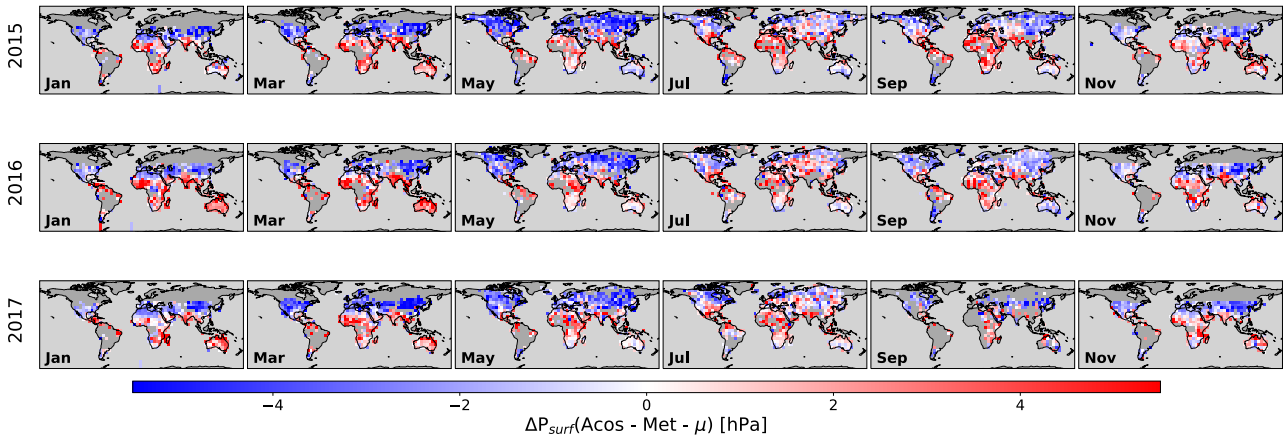 2015
Jan Mar May Jul Sep Nov
2016
Jan Mar May Jul Sep Nov
2017
Jan Mar May Jul Sep Nov
−4 −2 0 2 4
ΔPsurf(Acos - Met - μ) [hPa]